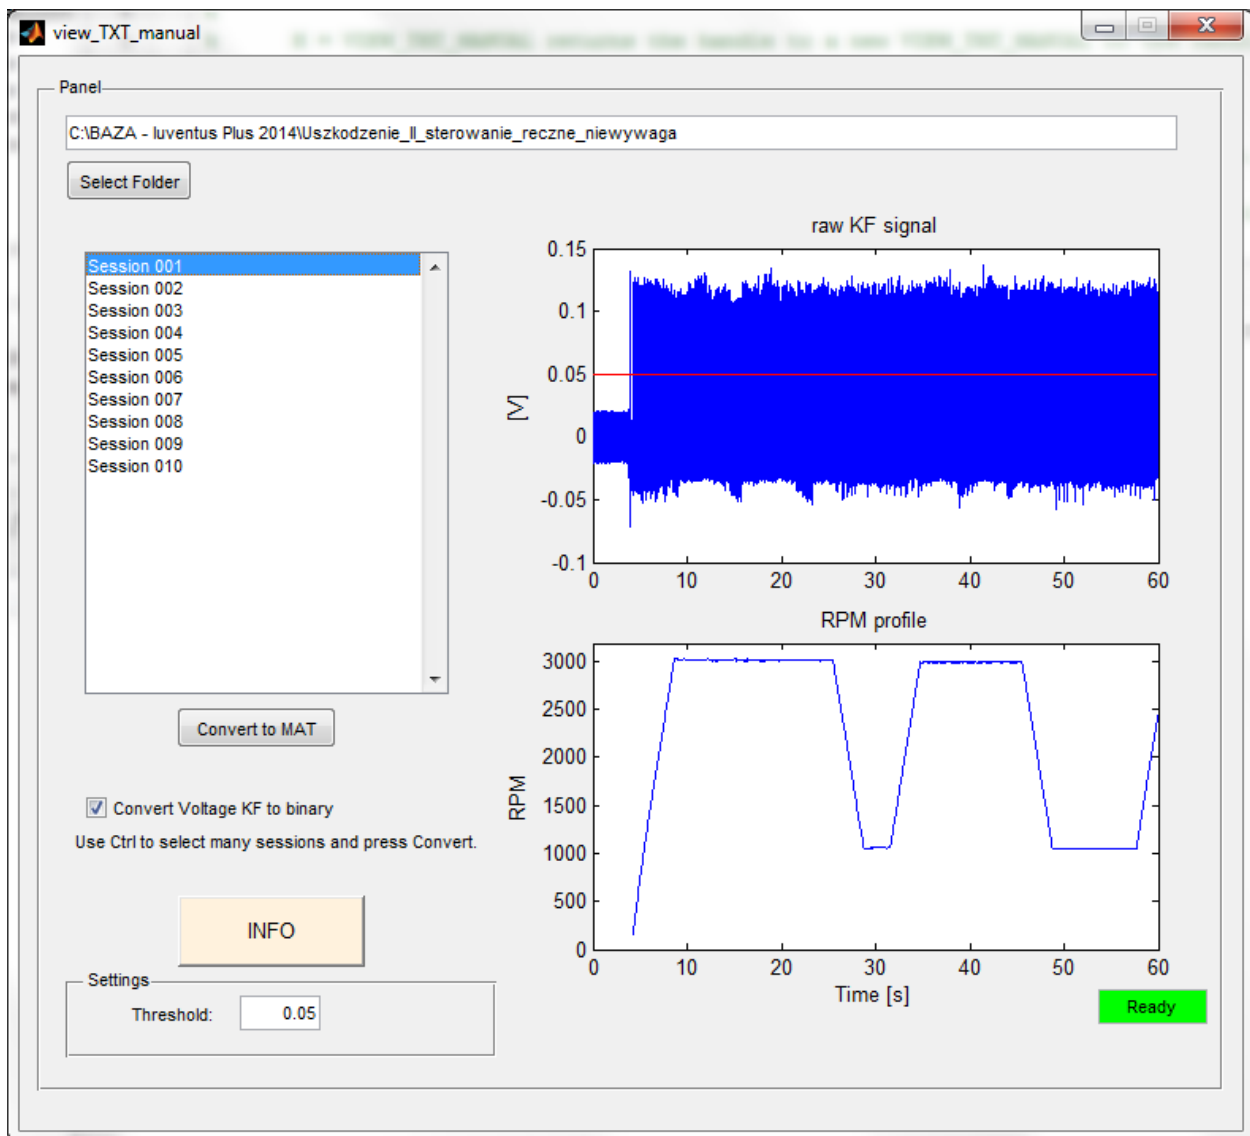 view_TXT_manual
Panel
C:\BAZA - Iuventus Plus 2014\Uszkodzenie_II_sterowanie_reczne_niewywaga
Select Folder
Session 001
Session 002
Session 003
Session 004
Session 005
Session 006
Session 007
Session 008
Session 009
Session 010
Convert to MAT
Convert Voltage KF to binary
Use Ctrl to select many sessions and press Convert.
INFO
Settings
Threshold: 0.05
raw KF signal
0.15
0.1
0.05
0
-0.05
-0.1
[V]
0 10 20 30 40 50 60
RPM profile
3000
2500
2000
1500
1000
500
0
RPM
0 10 20 30 40 50 60
Time [s]
Ready